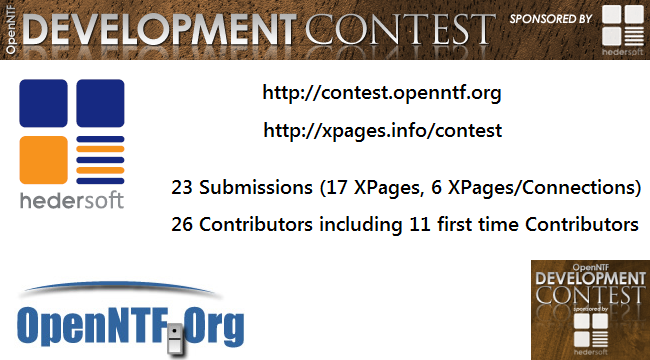 OpenNTF
DEVELOPMENT CONTEST
SPONSORED BY
hedersoft
http://contest.openntf.org
http://xpages.info/contest
hedersoft
23 Submissions (17 XPages, 6 XPages/Connections)
26 Contributors including 11 first time Contributors
OpenNTF.Org
OpenNTF
DEVELOPMENT
CONTEST
sponsored by
hedersoft